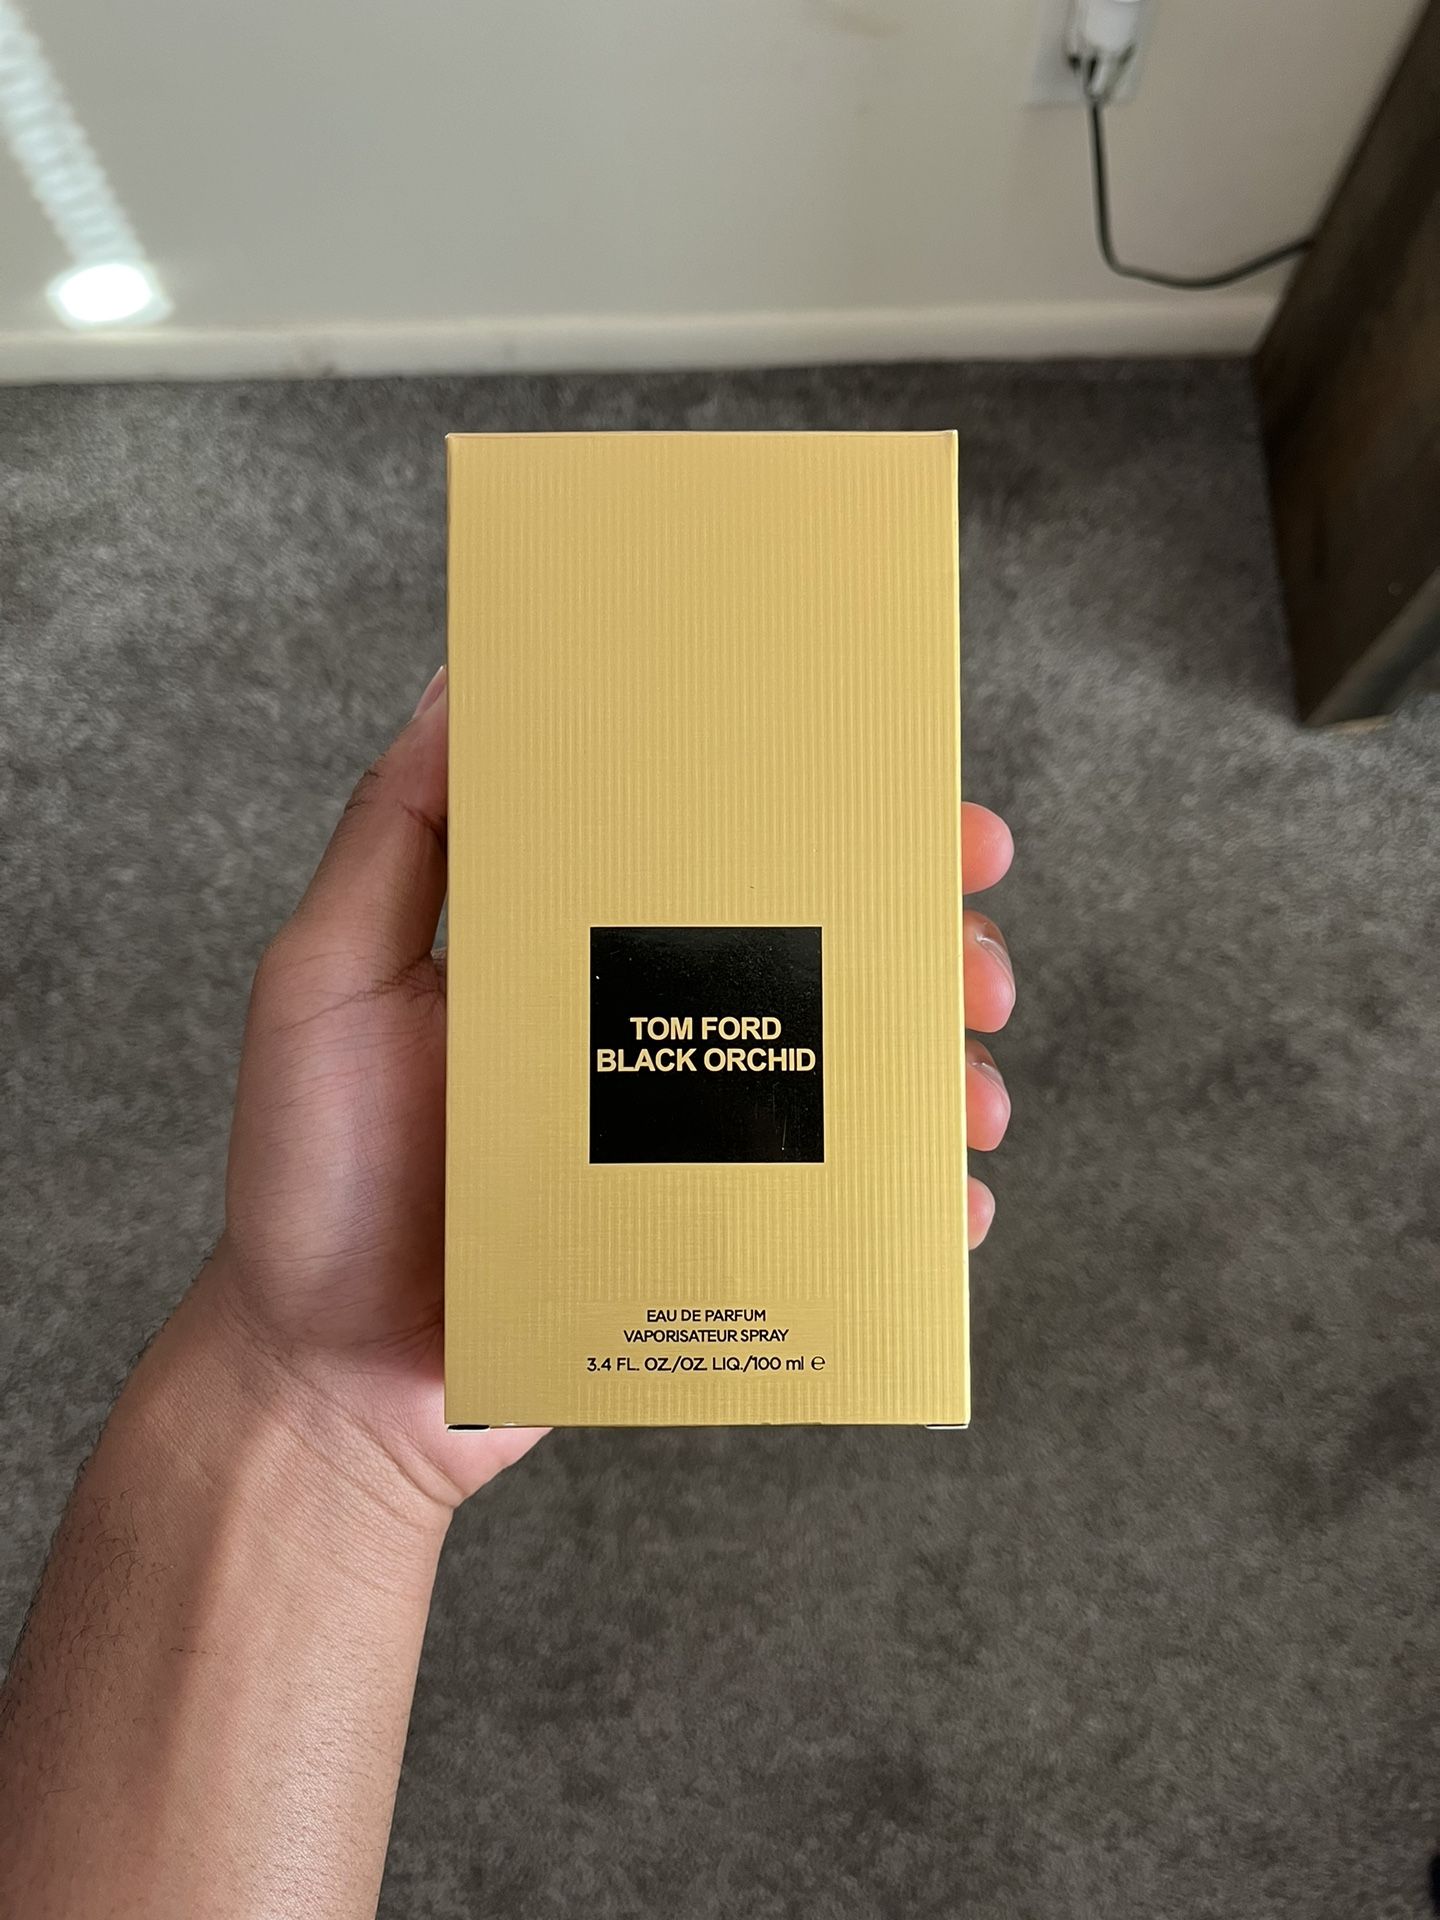 TOM FORD
BLACK ORCHID
EAU DE PARFUM
VAPORISATEUR SPRAY
3.4 FL. OZ./OZ. LIQ./100 ml ℮